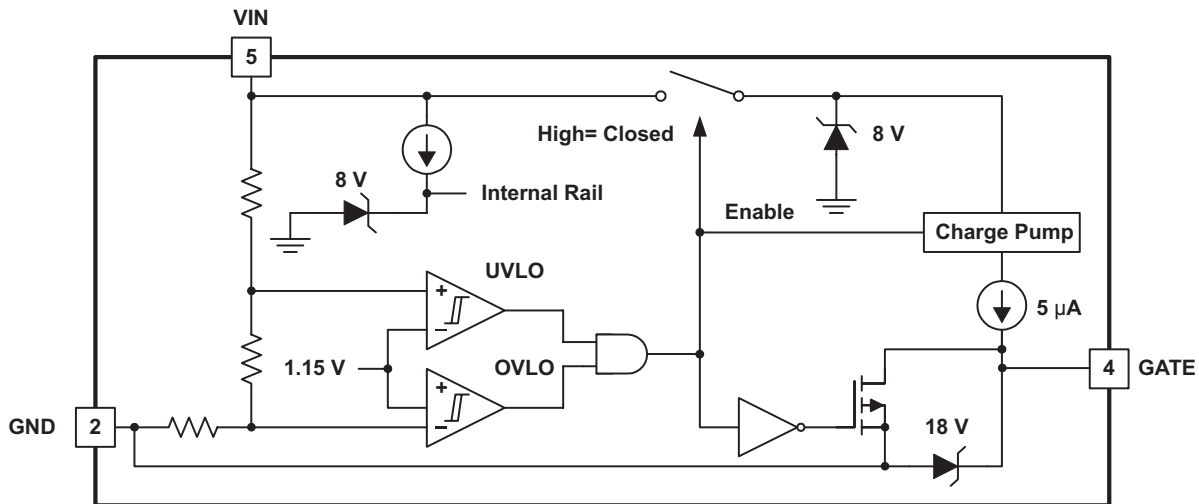 VIN
5
High= Closed
8 V
8 V
Internal Rail
Enable
Charge Pump
UVLO
+
−
5 µA
1.15 V
OVLO
4
GATE
+
−
GND
2
18 V